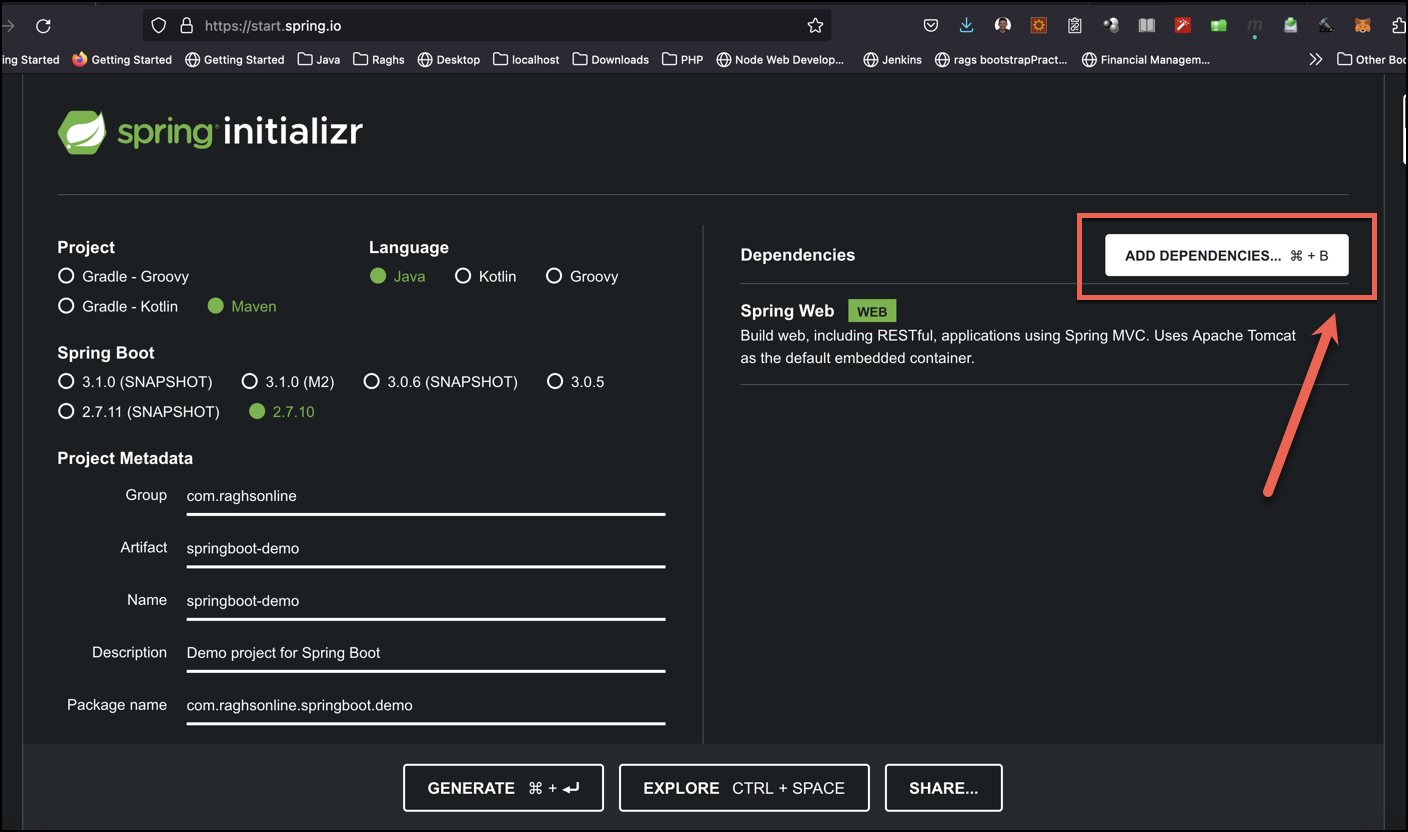 https://start.spring.io
ing Started Getting Started Getting Started Java Raghs Desktop localhost Downloads PHP Node Web Develop... Jenkins rags bootstrapPract... Financial Managem... Other Boo
spring initializr
Project
Gradle - Groovy
Gradle - Kotlin Maven
Language
Java Kotlin Groovy
Spring Boot
3.1.0 (SNAPSHOT) 3.1.0 (M2) 3.0.6 (SNAPSHOT) 3.0.5
2.7.11 (SNAPSHOT) 2.7.10
Project Metadata
Group com.raghsonline
Artifact springboot-demo
Name springboot-demo
Description Demo project for Spring Boot
Package name com.raghsonline.springboot.demo
Dependencies ADD DEPENDENCIES... ⌘ + B
Spring Web WEB
Build web, including RESTful, applications using Spring MVC. Uses Apache Tomcat
as the default embedded container.
GENERATE ⌘ + ⏎ EXPLORE CTRL + SPACE SHARE...